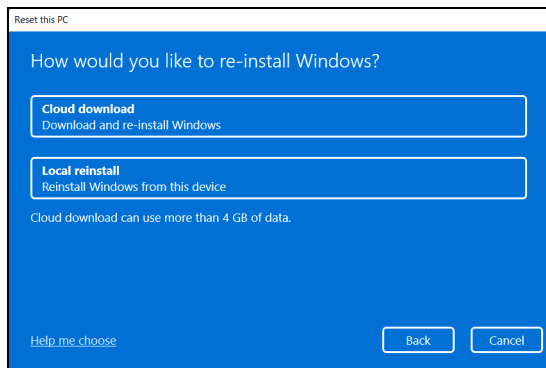 Reset this PC
How would you like to re-install Windows?
Cloud download
Download and re-install Windows
Local reinstall
Reinstall Windows from this device
Cloud download can use more than 4 GB of data.
Help me choose
Back
Cancel